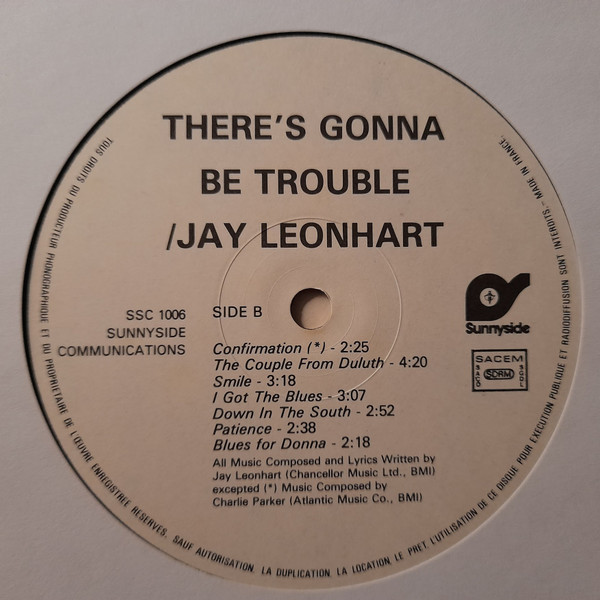 THERE'S GONNA
BE TROUBLE
/JAY LEONHART
SSC 1006
SUNNYSIDE
COMMUNICATIONS
SIDE B
Sunnyside
SACEM
SDRM
Confirmation (*) - 2:25
The Couple From Duluth - 4:20
Smile - 3:18
I Got The Blues - 3:07
Down In The South - 2:52
Patience - 2:38
Blues for Donna - 2:18
All Music Composed and Lyrics Written by
Jay Leonhart (Chancellor Music Ltd., BMI)
excepted (*) Music Composed by
Charlie Parker (Atlantic Music Co., BMI)
TOUS DROITS DU PRODUCTEUR PHONOGRAPHIQUE ET DU PROPRIETAIRE DE L'ŒUVRE ENREGISTREE RESERVES. SAUF AUTORISATION, LA DUPLICATION, LA LOCATION, LE PRET, L'UTILISATION DE CE DISQUE POUR EXECUTION PUBLIQUE ET RADIODIFFUSION SONT INTERDITS. - MADE IN FRANCE.